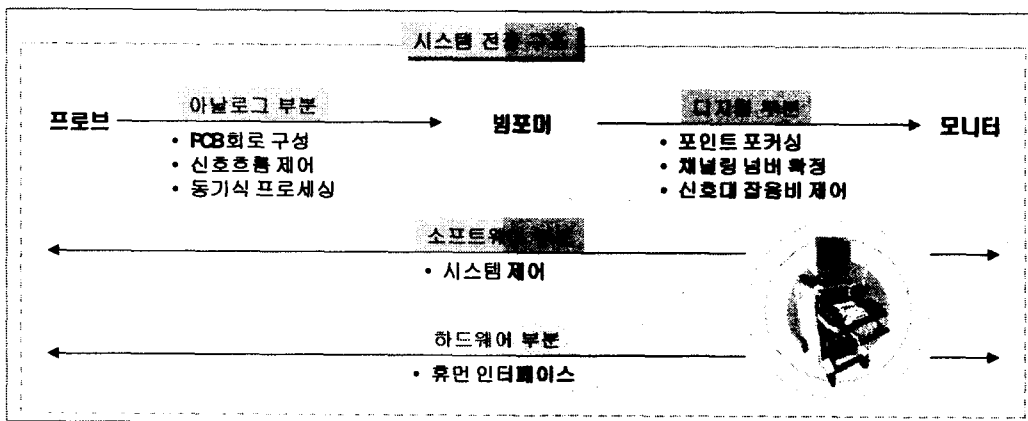 시스템 전체 구조
프로브
아날로그 부분
• PCB회로 구성
• 신호흐름 제어
• 동기식 프로세싱
빔포머
디지털 부분
• 포인트 포커싱
• 채널링 넘버 확정
• 신호대 잡음비 제어
모니터
소프트웨어 부분
• 시스템 제어
하드웨어 부분
• 휴먼 인터페이스